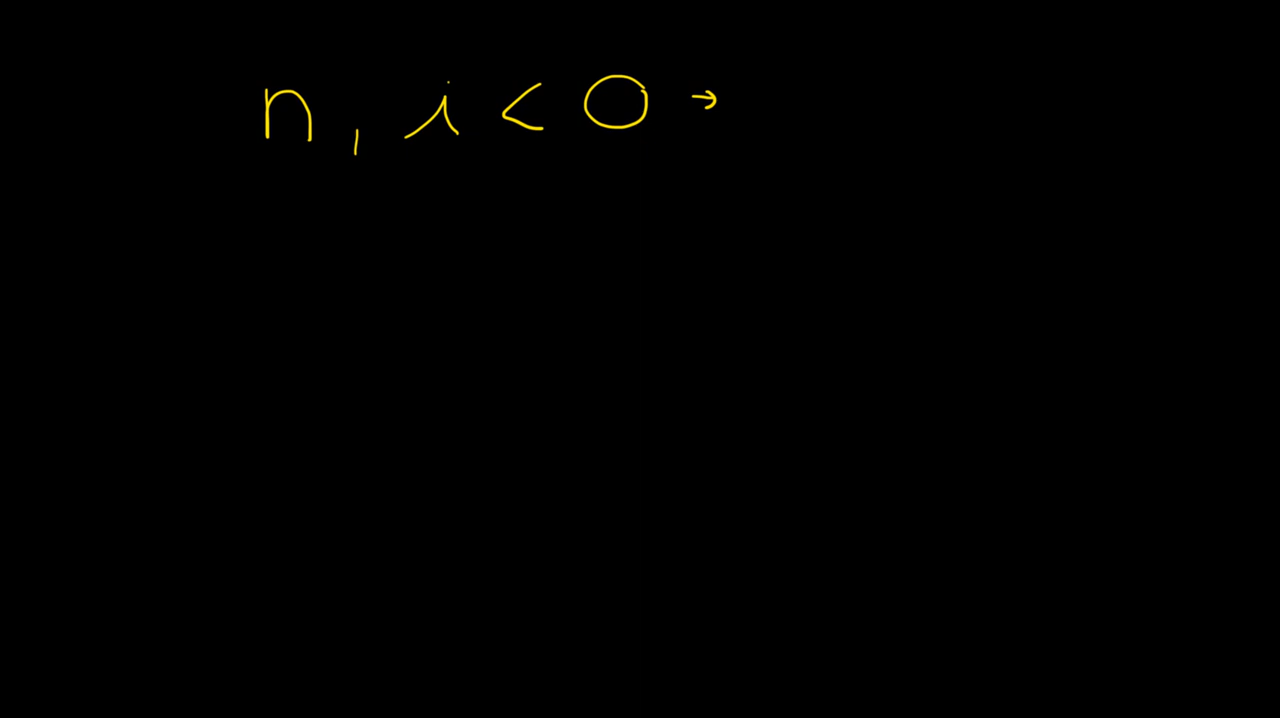 n, i < 0 →